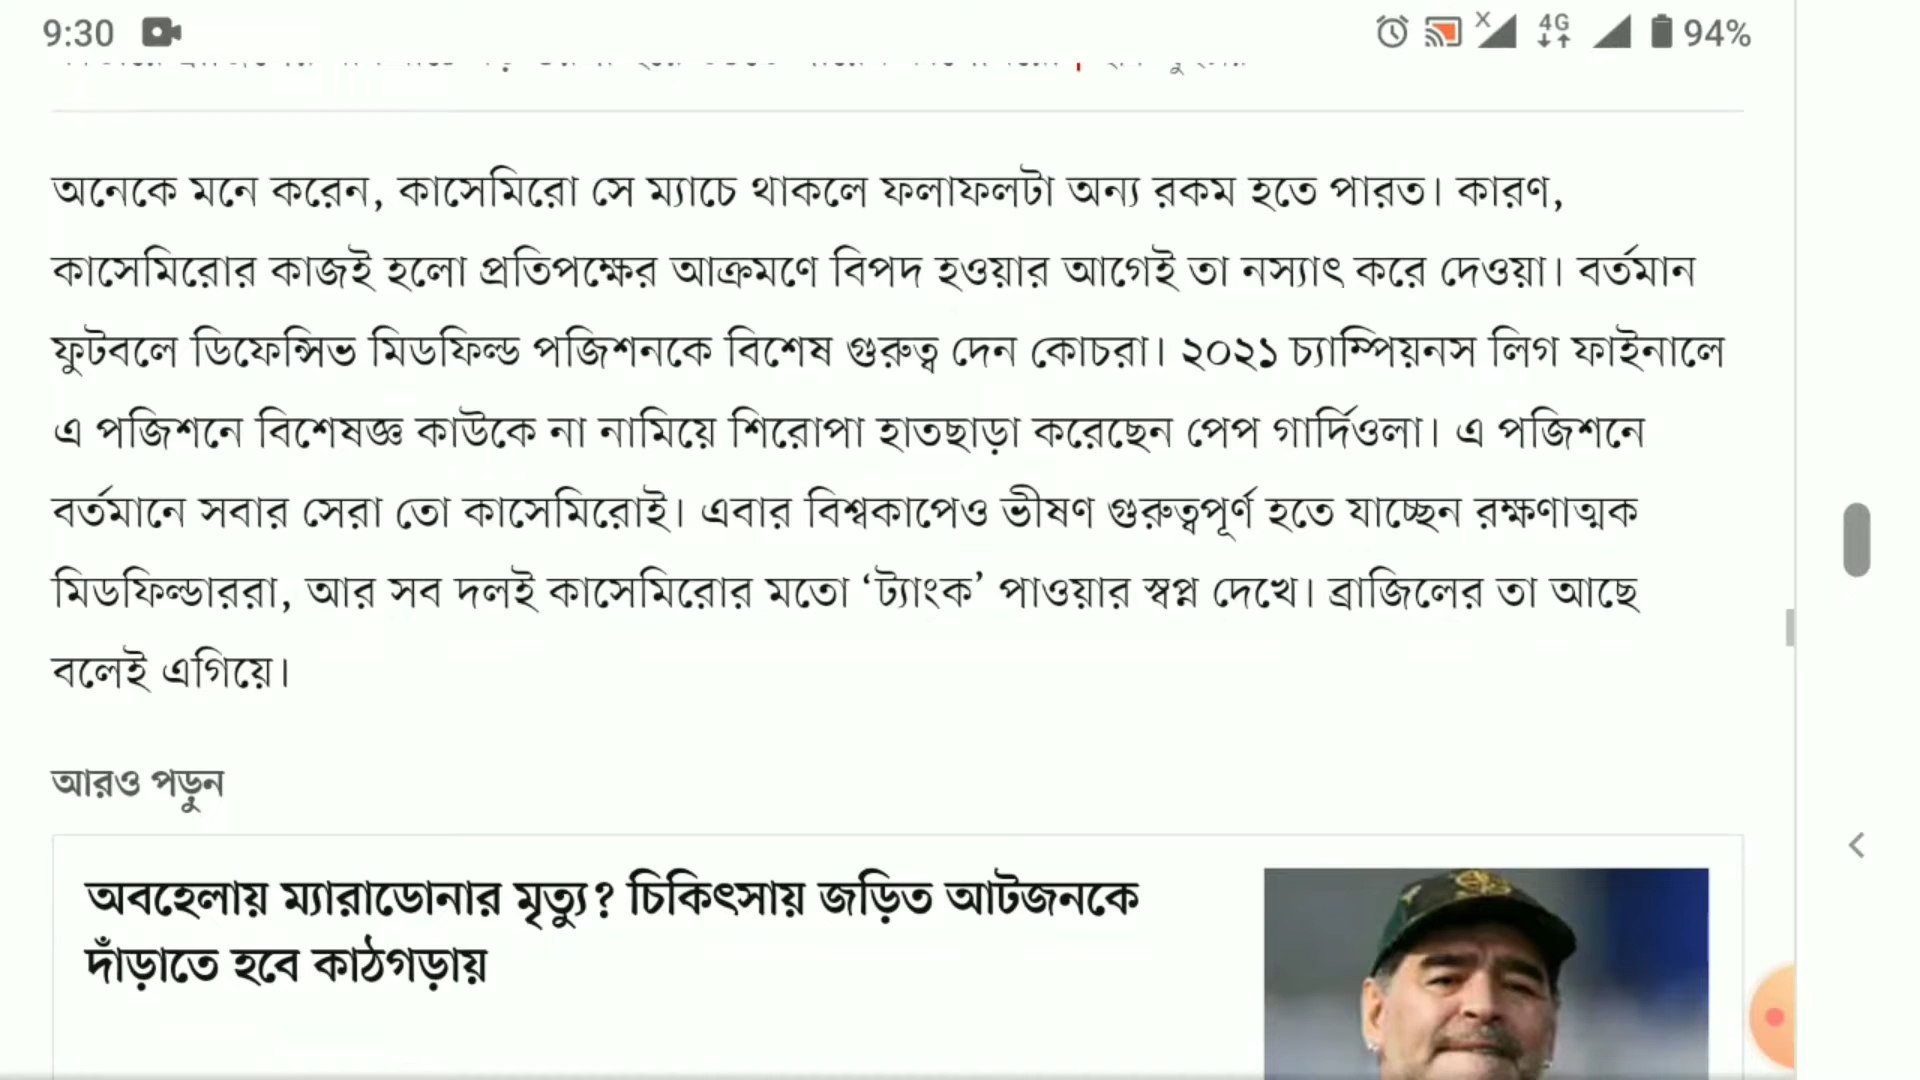 9:30
4G
94%
অনেকে মনে করেন, কাসেমিরো সে ম্যাচে থাকলে ফলাফলটা অন্য রকম হতে পারত। কারণ,
কাসেমিরোর কাজই হলো প্রতিপক্ষের আক্রমণে বিপদ হওয়ার আগেই তা নস্যাৎ করে দেওয়া। বর্তমান
ফুটবলে ডিফেন্সিভ মিডফিল্ড পজিশনকে বিশেষ গুরুত্ব দেন কোচরা। ২০২১ চ্যাম্পিয়নস লিগ ফাইনালে
এ পজিশনে বিশেষজ্ঞ কাউকে না নামিয়ে শিরোপা হাতছাড়া করেছেন পেপ গার্দিওলা। এ পজিশনে
বর্তমানে সবার সেরা তো কাসেমিরোই। এবার বিশ্বকাপেও ভীষণ গুরুত্বপূর্ণ হতে যাচ্ছেন রক্ষণাত্মক
মিডফিল্ডাররা, আর সব দলই কাসেমিরোর মতো ‘ট্যাংক’ পাওয়ার স্বপ্ন দেখে। ব্রাজিলের তা আছে
বলেই এগিয়ে।
আরও পড়ুন
অবহেলায় ম্যারাডোনার মৃত্যু? চিকিৎসায় জড়িত আটজনকে
দাঁড়াতে হবে কাঠগড়ায়